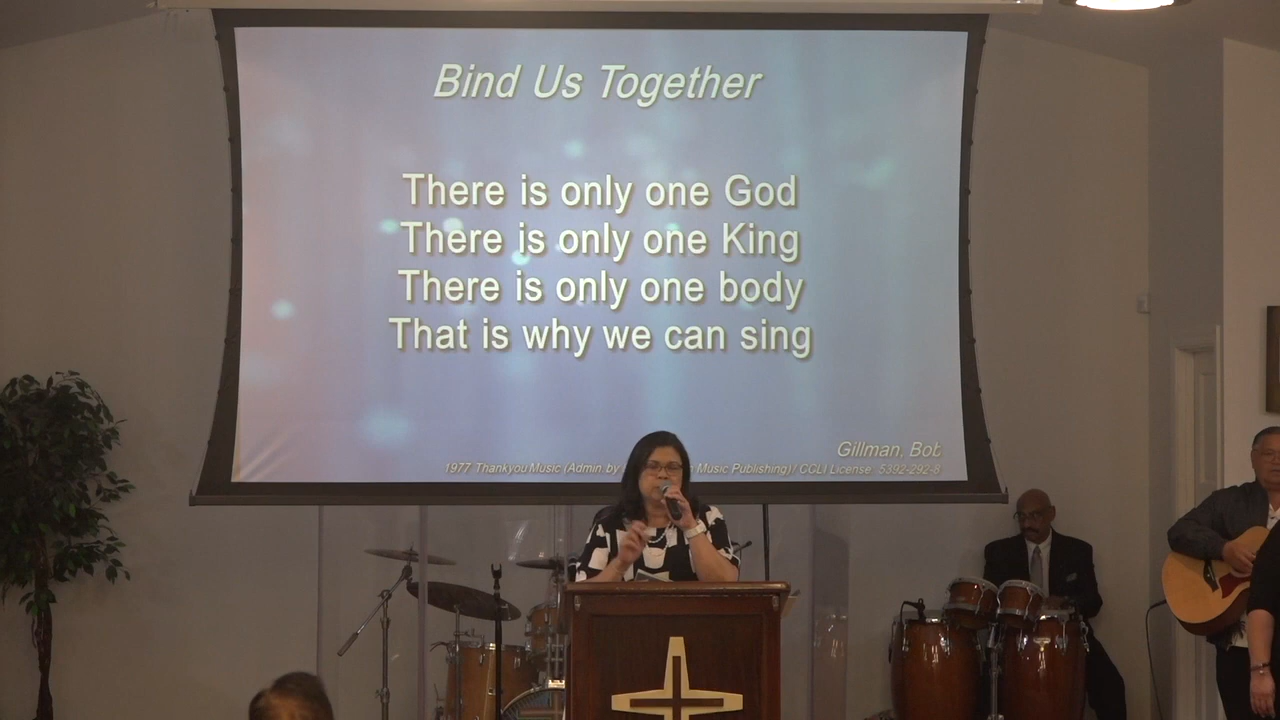 Bind Us Together
There is only one God
There is only one King
There is only one body
That is why we can sing
Gillman, Bob
1977 Thankyou Music (Admin. by Music Publishing)/ CCLI License: 5392-292-8